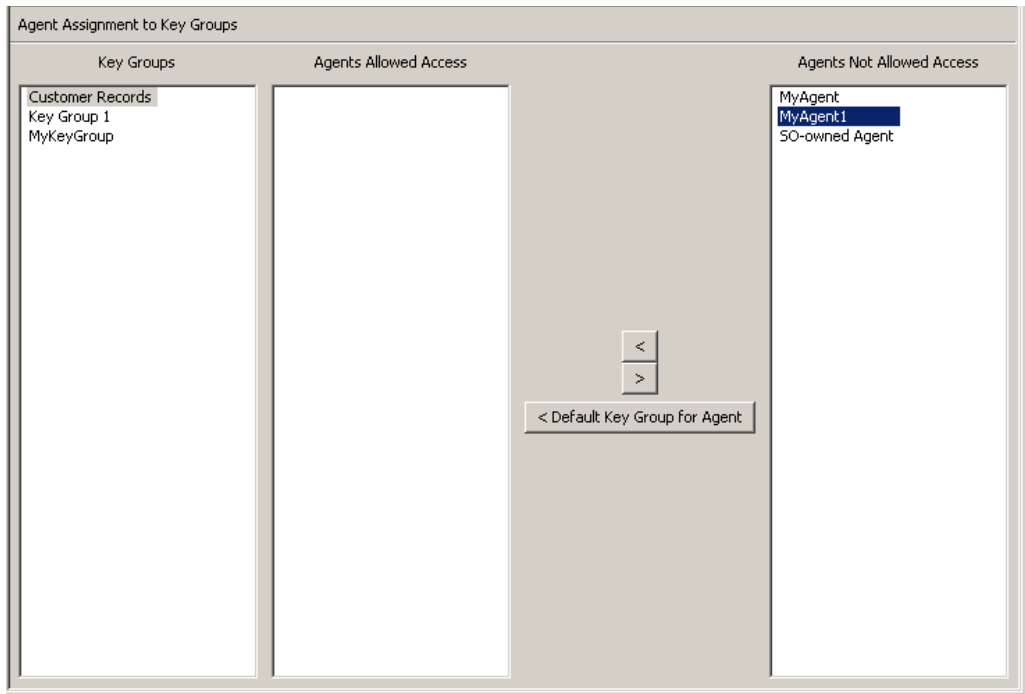 Agent Assignment to Key Groups
Key Groups
Agents Allowed Access
Agents Not Allowed Access
Customer Records
Key Group 1
MyKeyGroup
MyAgent
MyAgent1
SO-owned Agent
<
>
< Default Key Group for Agent